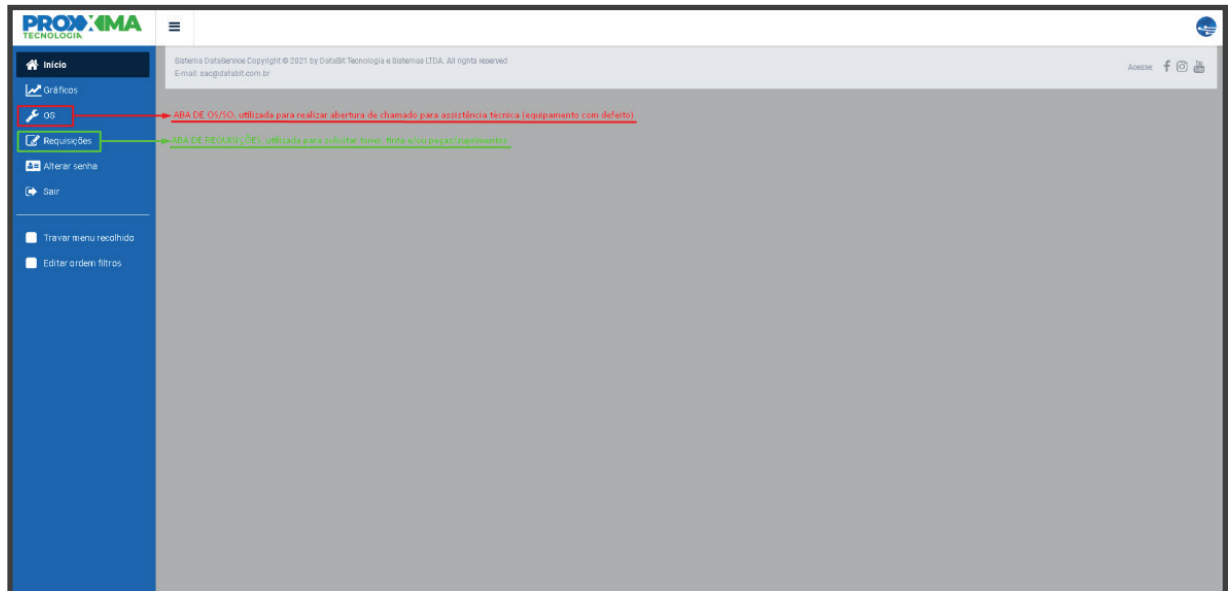 PROXXIMA
TECNOLOGIA
Início
Gráficos
OS
Requisições
Alterar senha
Sair
Travar menu recolhido
Editar ordem filtros
Sistema DataService Copyright © 2021 by DataBit Tecnologia e Sistemas LTDA. All rights reserved
E-mail: sac@databit.com.br
Acesse:
ABA DE OS/SO: utilizada para realizar abertura de chamado para assistência técnica (equipamento com defeito)
ABA DE REQUISIÇÕES: utilizada para solicitar toner, tinta e/ou peças/suprimentos